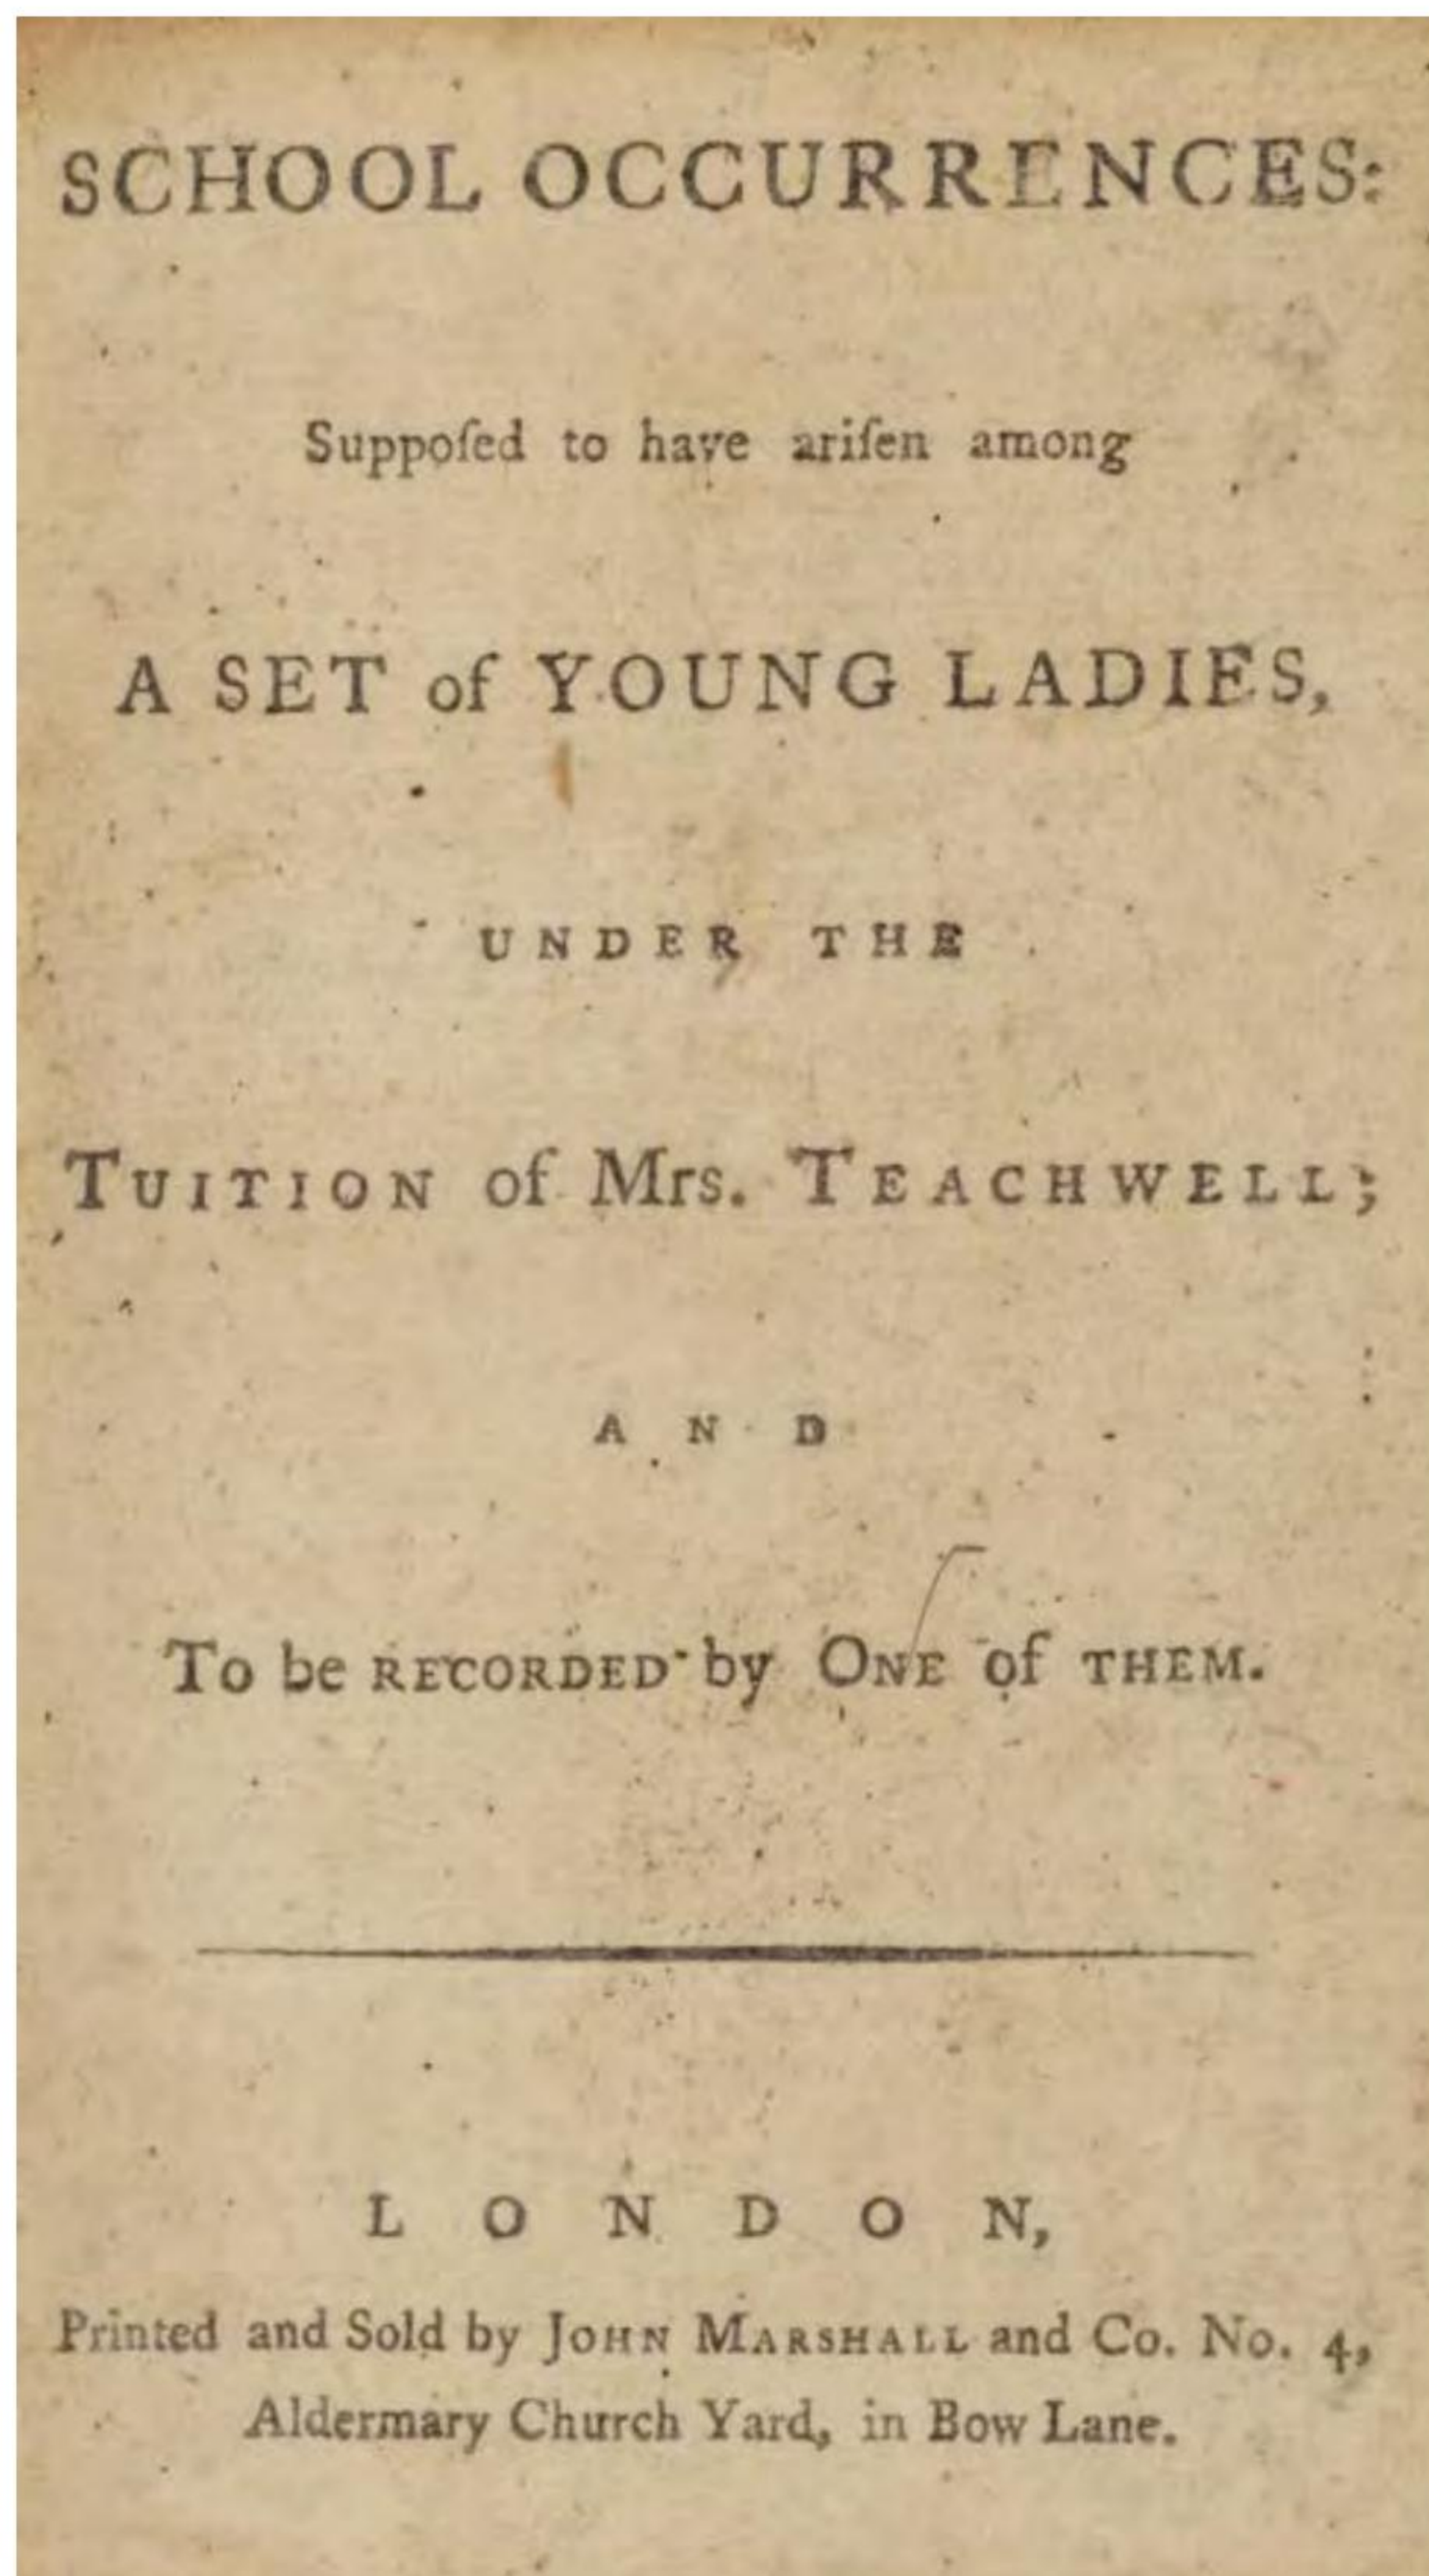 SCHOOL OCCURRENCES:
Suppoſed to have ariſen among
A SET of YOUNG LADIES,
UNDER THE
TUITION of Mrs. TEACHWELL;
AND
To be RECORDED by ONE of THEM.
LONDON,
Printed and Sold by JOHN MARSHALL and Co. No. 4,
Aldermary Church Yard, in Bow Lane.